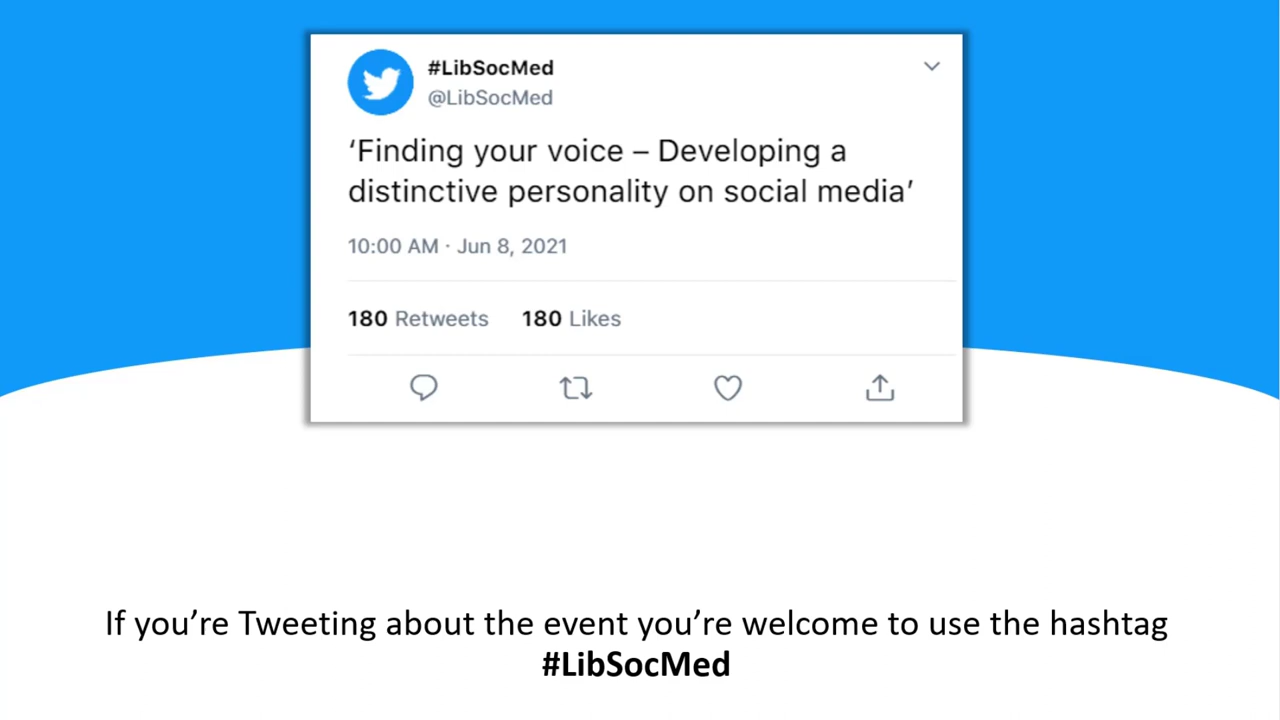 #LibSocMed
@LibSocMed
‘Finding your voice – Developing a
distinctive personality on social media’
10:00 AM · Jun 8, 2021
180 Retweets 180 Likes
If you’re Tweeting about the event you’re welcome to use the hashtag
#LibSocMed